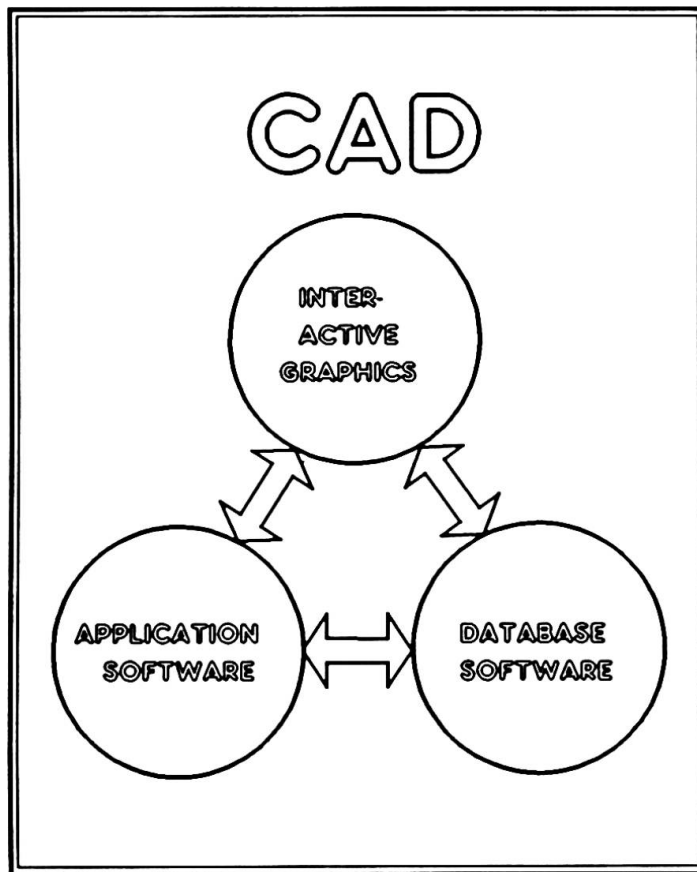 CAD
INTER-
ACTIVE
GRAPHICS
APPLICATION
SOFTWARE
DATABASE
SOFTWARE